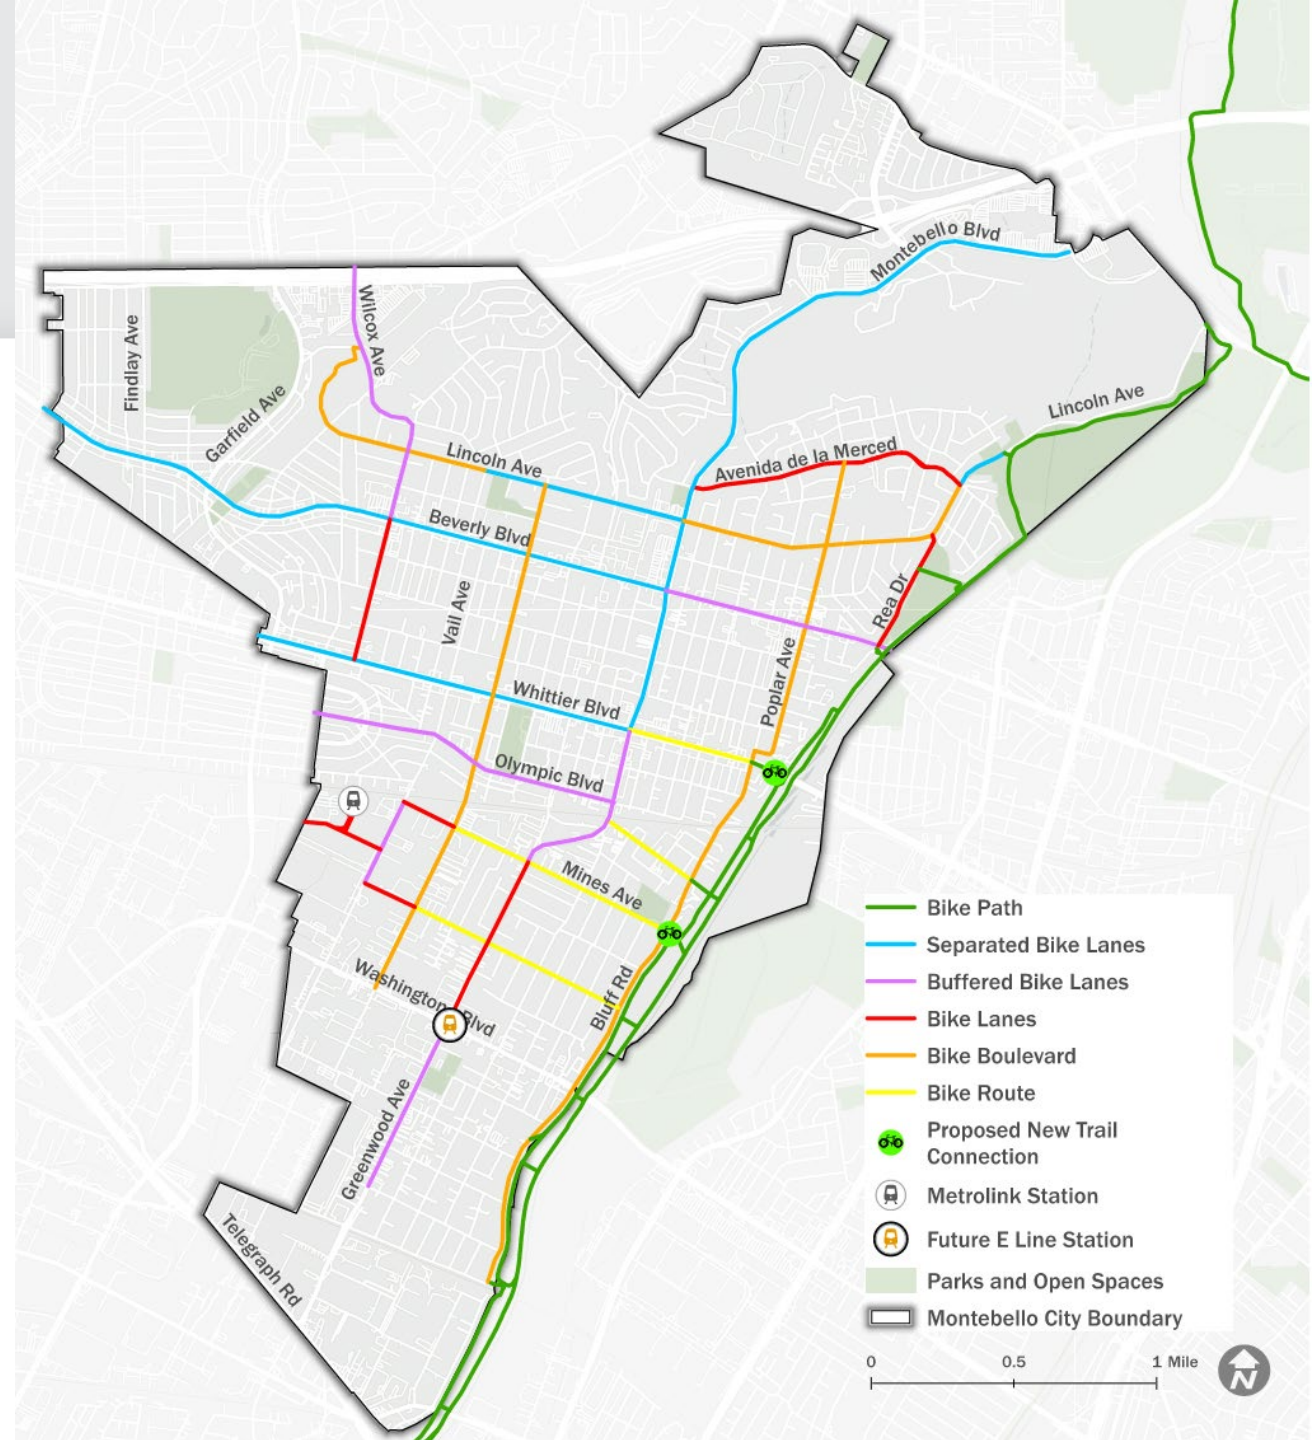 Montebello Blvd
Findlay Ave
Wilcox Ave
Garfield Ave
Lincoln Ave
Lincoln Ave
Avenida de la Merced
Beverly Blvd
Vail Ave
Rea Dr
Poplar Ave
Whittier Blvd
Olympic Blvd
Mines Ave
Washington Blvd
Bluff Rd
Greenwood Ave
Telegraph Rd
Bike Path
Separated Bike Lanes
Buffered Bike Lanes
Bike Lanes
Bike Boulevard
Bike Route
Proposed New Trail
Connection
Metrolink Station
Future E Line Station
Parks and Open Spaces
Montebello City Boundary
0 0.5 1 Mile
N